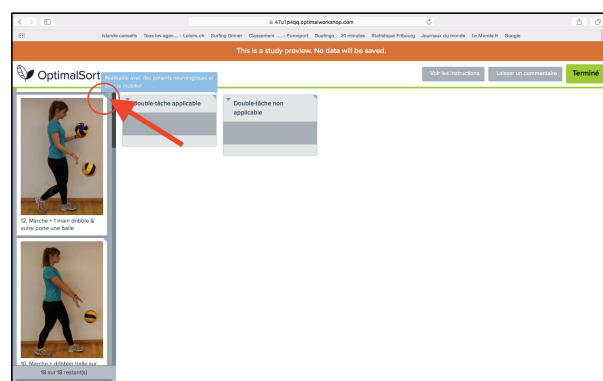 47u1p4qq.optimalworkshop.com
Islande conseils Tous les agen... - Loisirs.ch Surfing Dinner Classement ... - Eurosport Duolingo 20 minutes Statistique Fribourg Journaux du monde Le Monde.fr Google
This is a study preview. No data will be saved.
OptimalSort
Applicable avec des patients neurologiques et
Voir les instructions
Laisser un commentaire
Terminé
Double-tâche applicable
Double-tâche non
applicable
12. Marche + 1 main dribble &
autre porte une balle
10. Marche + dribbler balle sur
18 sur 18 restant(s)